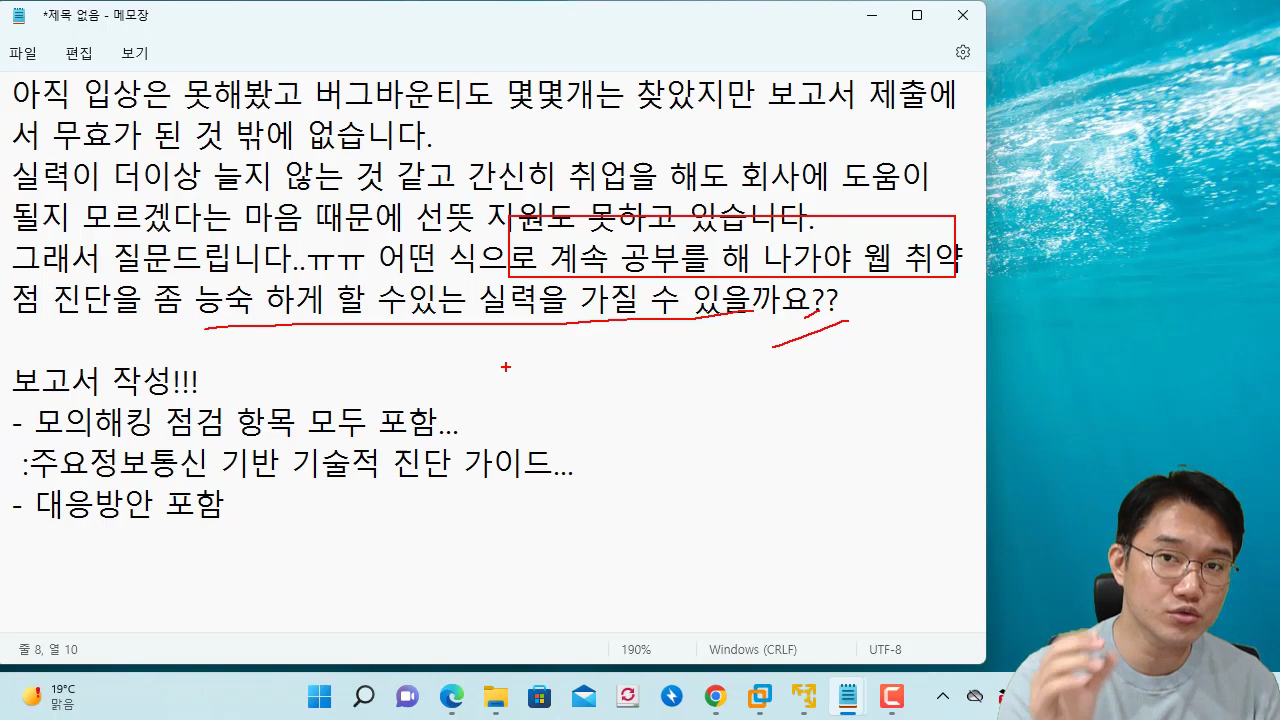 *제목 없음 - 메모장
파일 편집 보기
아직 입상은 못해봤고 버그바운티도 몇몇개는 찾았지만 보고서 제출에
서 무효가 된 것 밖에 없습니다.
실력이 더이상 늘지 않는 것 같고 간신히 취업을 해도 회사에 도움이
될지 모르겠다는 마음 때문에 선뜻 지원도 못하고 있습니다.
그래서 질문드립니다..ㅠㅠ 어떤 식으로 계속 공부를 해 나가야 웹 취약
점 진단을 좀 능숙 하게 할 수있는 실력을 가질 수 있을까요??
보고서 작성!!!
- 모의해킹 점검 항목 모두 포함...
:주요정보통신 기반 기술적 진단 가이드...
- 대응방안 포함
줄 8, 열 10
190%
Windows (CRLF)
UTF-8
19°C
맑음